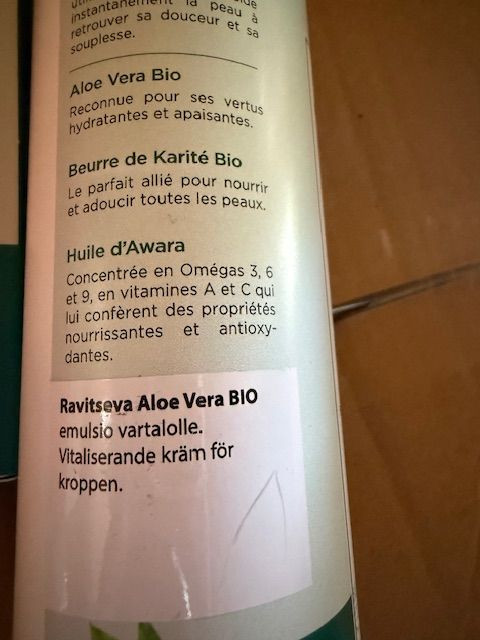 instantanément la peau à
retrouver sa douceur et sa
souplesse.
Aloe Vera Bio
Reconnue pour ses vertus
hydratantes et apaisantes.
Beurre de Karité Bio
Le parfait allié pour nourrir
et adoucir toutes les peaux.
Huile d'Awara
Concentrée en Omégas 3, 6
et 9, en vitamines A et C qui
lui confèrent des propriétés
nourrissantes et antioxy-
dantes.
Ravitseva Aloe Vera BIO
emulsio vartalolle.
Vitaliserande kräm för
kroppen.